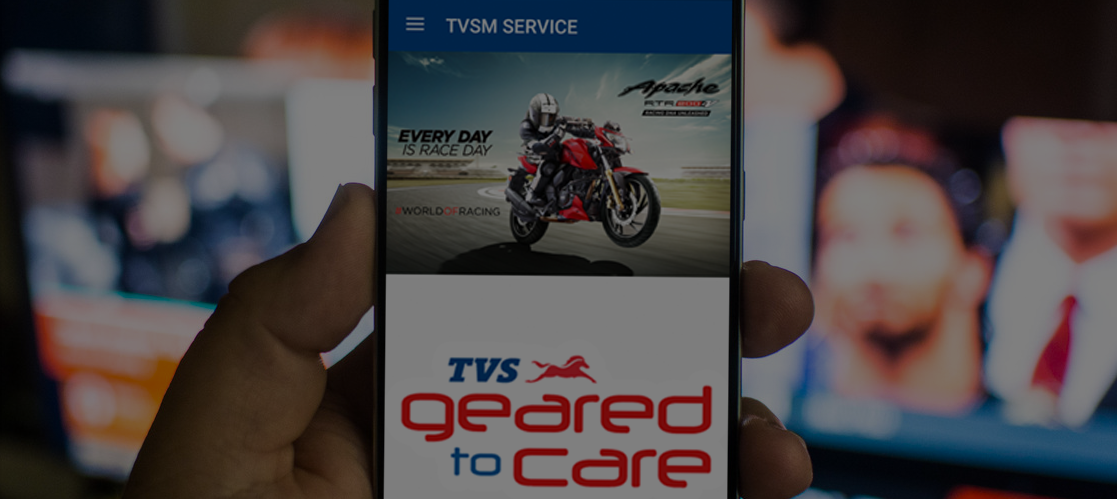 TVSM SERVICE
Apache
RTR 200 4V
RACING DNA UNLEASHED
EVERY DAY
IS RACE DAY
#WORLDOFRACING
TVS
geared
to care